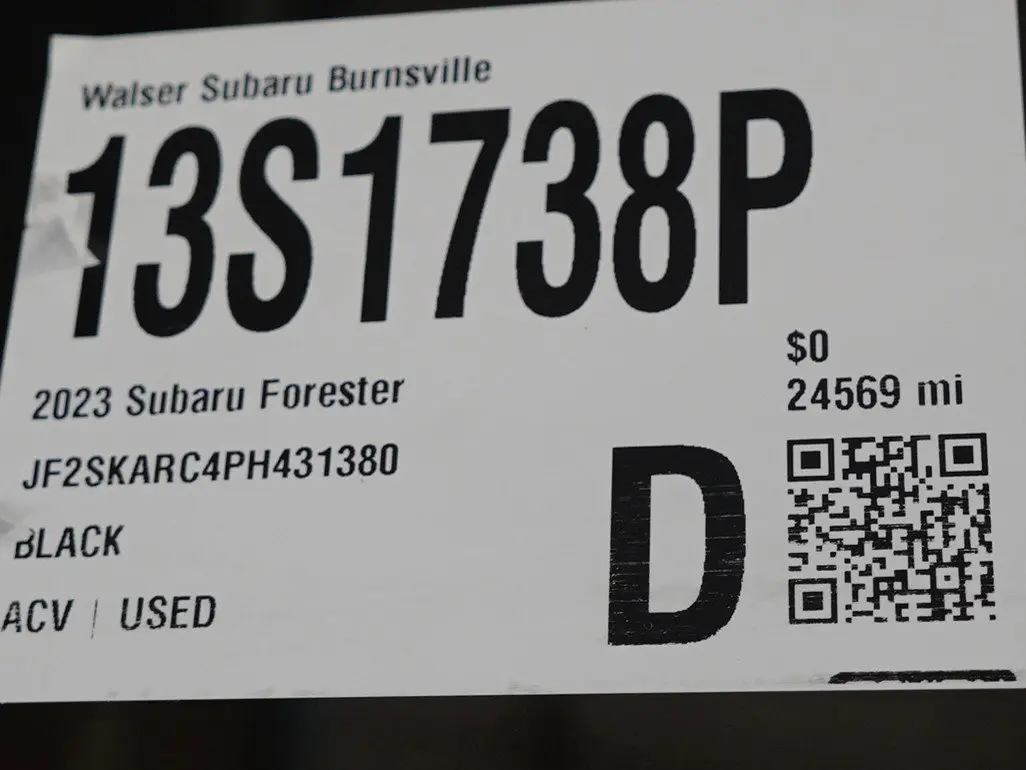 Walser Subaru Burnsville
13S1738P
$0
2023 Subaru Forester
24569 mi
JF2SKARC4PH431380
D
BLACK
ACV | USED